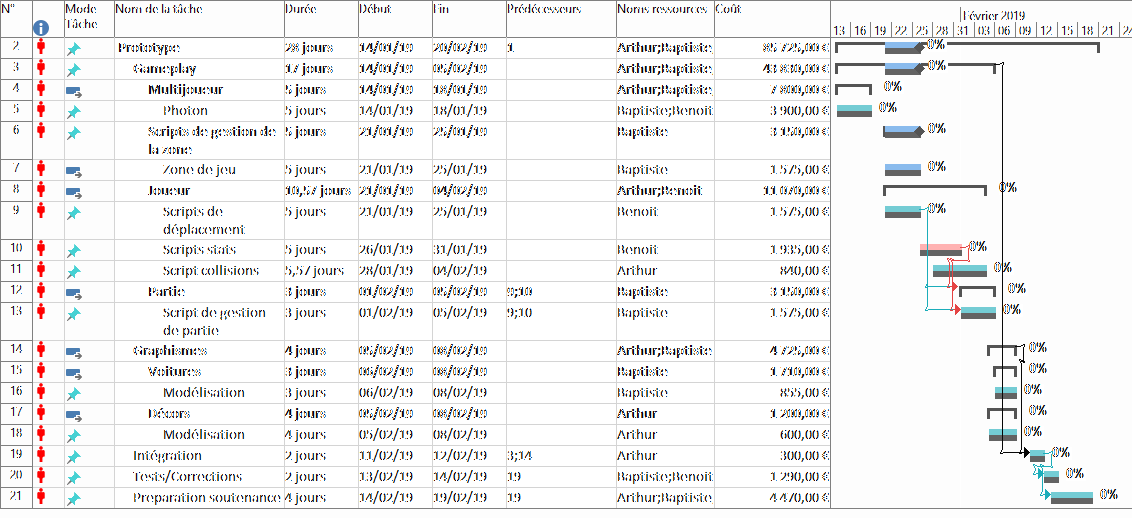 N° Mode Tâche Nom de la tâche Durée Début Fin Prédécesseurs Noms ressources Coût
Février 2019
13 16 19 22 25 28 31 03 06 09 12 15 18 21 24
2 Prototype 28 jours 14/01/19 20/02/19 1 Arthur;Baptiste 85 725,00 € 0%
3 Gameplay 17 jours 14/01/19 05/02/19 Arthur;Baptiste 43 830,00 € 0%
4 Multijoueur 5 jours 14/01/19 18/01/19 Arthur;Baptiste 7 800,00 € 0%
5 Photon 5 jours 14/01/19 18/01/19 Baptiste;Benoit 3 900,00 € 0%
6 Scripts de gestion de la zone 5 jours 21/01/19 25/01/19 Baptiste 3 150,00 € 0%
7 Zone de jeu 5 jours 21/01/19 25/01/19 Baptiste 1 575,00 € 0%
8 Joueur 10,57 jours 21/01/19 04/02/19 Arthur;Benoit 11 070,00 € 0%
9 Scripts de déplacement 5 jours 21/01/19 25/01/19 Benoit 1 575,00 € 0%
10 Scripts stats 5 jours 26/01/19 31/01/19 Benoit 1 935,00 € 0%
11 Script collisions 5,57 jours 28/01/19 04/02/19 Arthur 840,00 € 0%
12 Partie 3 jours 01/02/19 05/02/19 9;10 Baptiste 3 150,00 € 0%
13 Script de gestion de partie 3 jours 01/02/19 05/02/19 9;10 Baptiste 1 575,00 € 0%
14 Graphismes 4 jours 05/02/19 08/02/19 Arthur;Baptiste 4 725,00 € 0%
15 Voitures 3 jours 06/02/19 08/02/19 Baptiste 1 710,00 € 0%
16 Modélisation 3 jours 06/02/19 08/02/19 Baptiste 855,00 € 0%
17 Décors 4 jours 05/02/19 08/02/19 Arthur 1 200,00 € 0%
18 Modélisation 4 jours 05/02/19 08/02/19 Arthur 600,00 € 0%
19 Intégration 2 jours 11/02/19 12/02/19 3;14 Arthur 300,00 € 0%
20 Tests/Corrections 2 jours 13/02/19 14/02/19 19 Baptiste;Benoit 1 290,00 € 0%
21 Preparation soutenance 4 jours 14/02/19 19/02/19 19 Arthur;Baptiste 4 470,00 € 0%